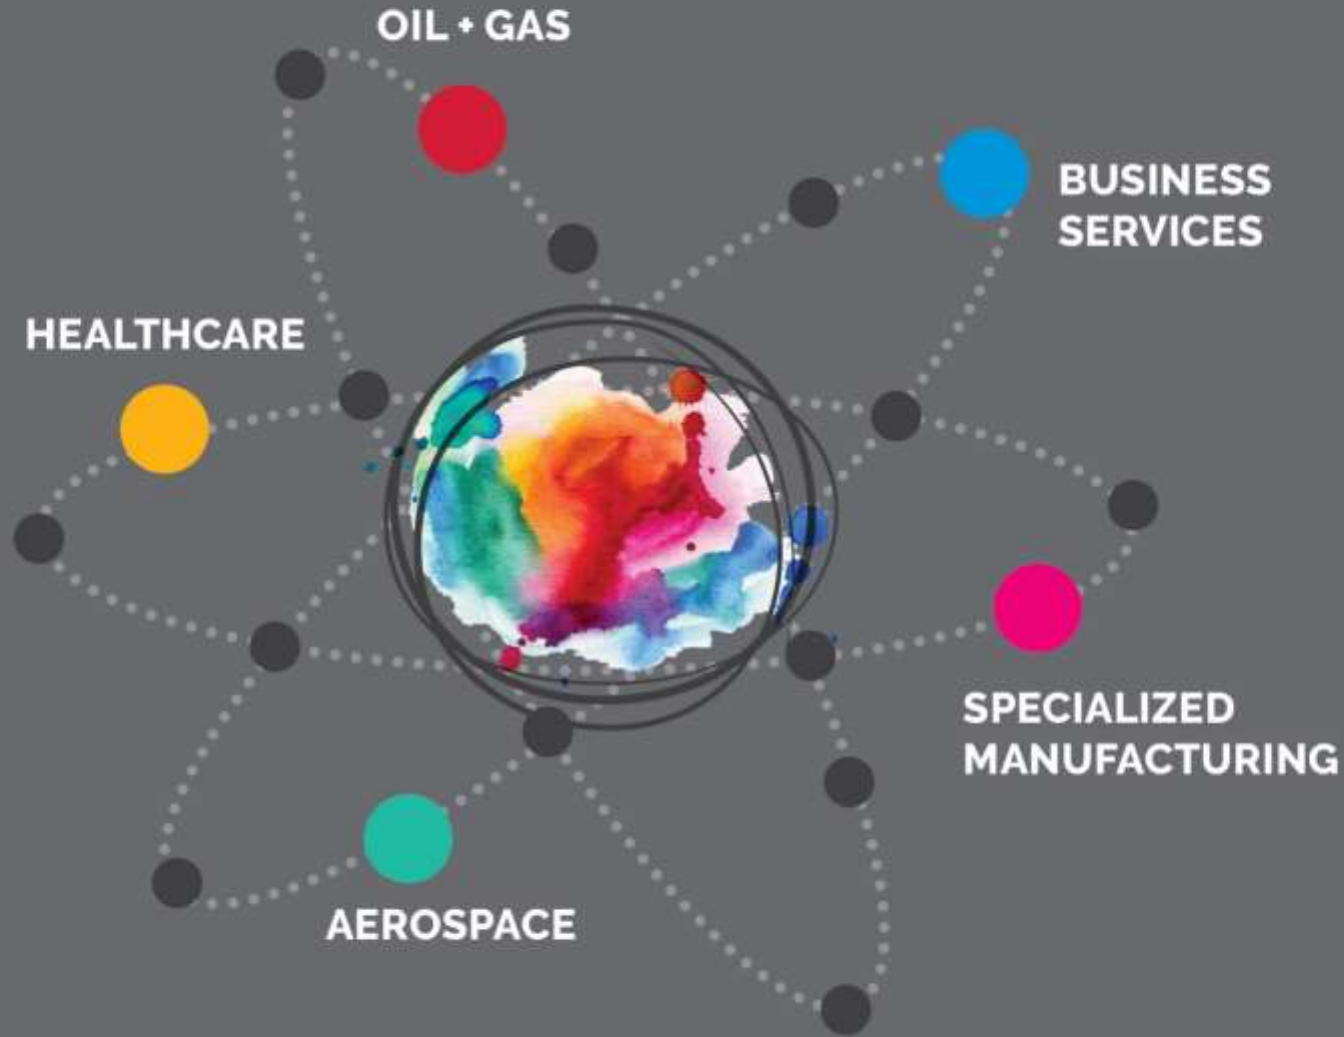 OIL + GAS
BUSINESS
SERVICES
HEALTHCARE
SPECIALIZED
MANUFACTURING
AEROSPACE